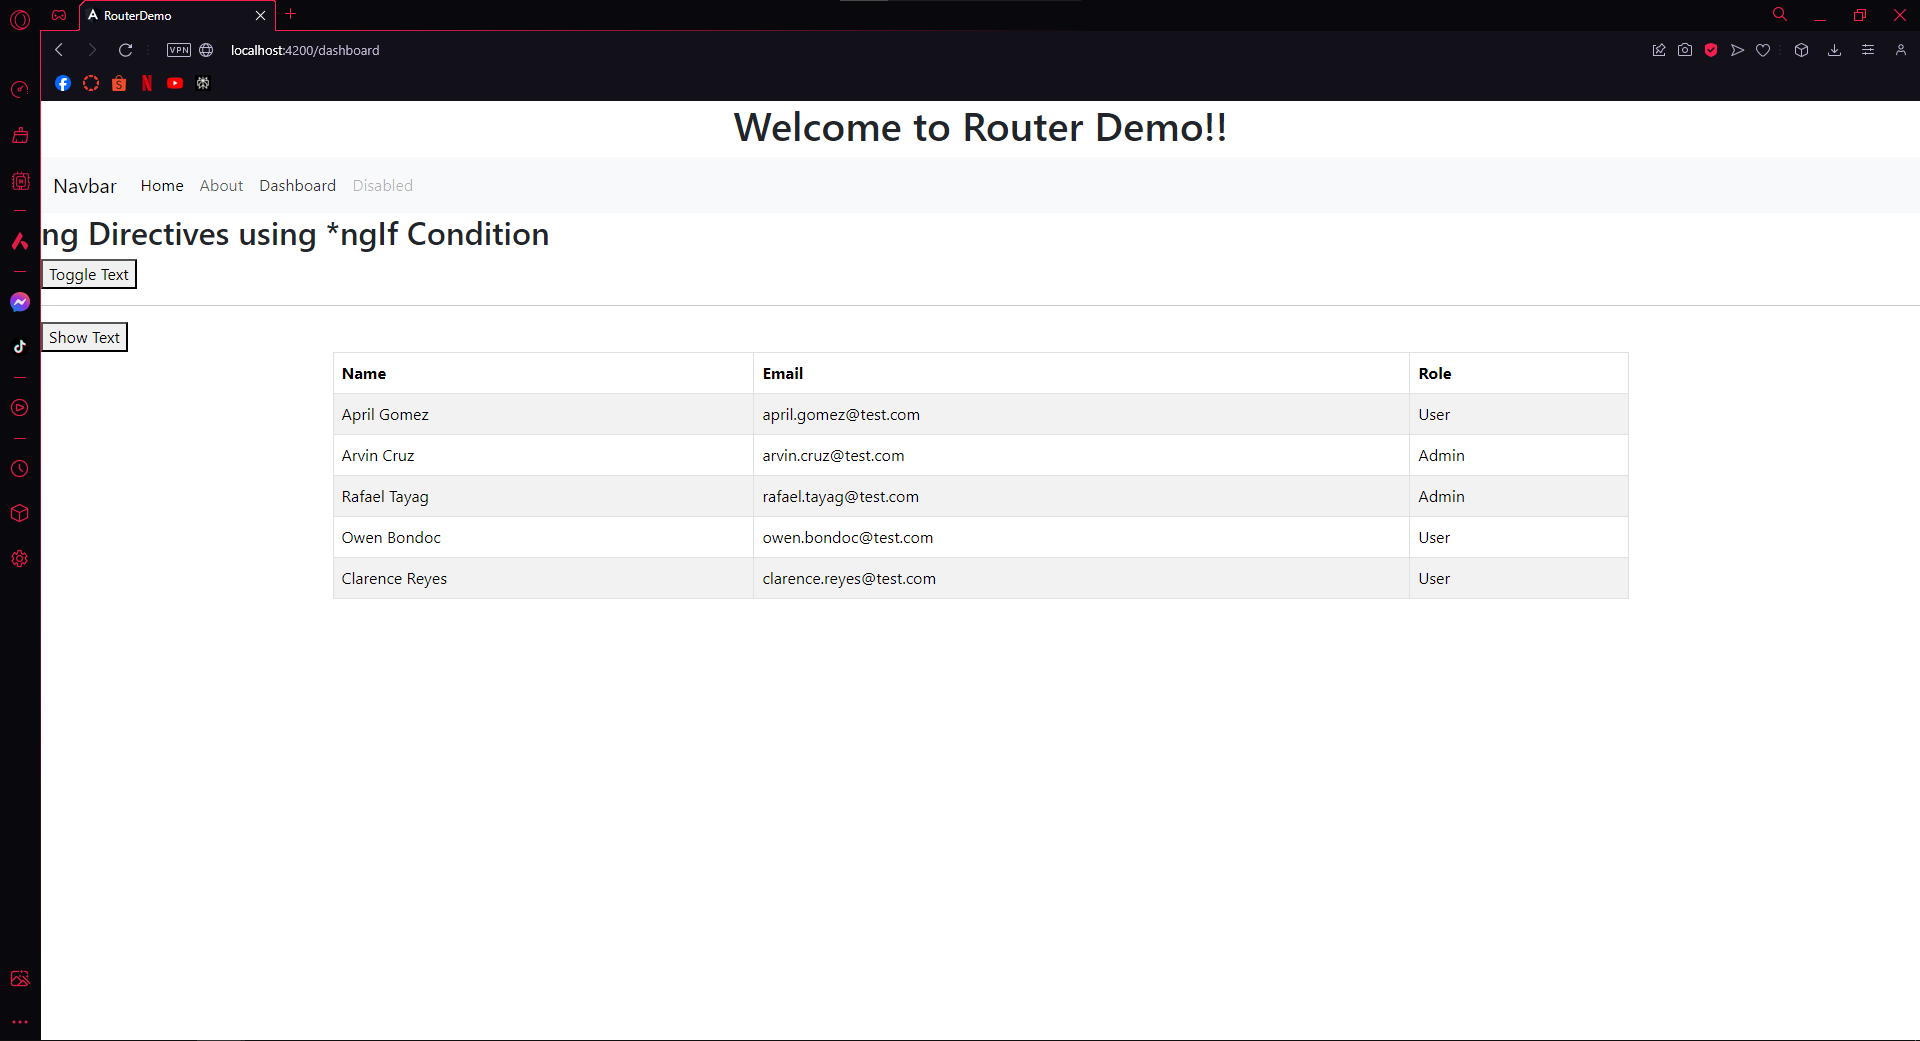 RouterDemo
VPN localhost:4200/dashboard
Welcome to Router Demo!!
Navbar Home About Dashboard Disabled
ng Directives using *ngIf Condition
Toggle Text
Show Text
Name Email Role
April Gomez april.gomez@test.com User
Arvin Cruz arvin.cruz@test.com Admin
Rafael Tayag rafael.tayag@test.com Admin
Owen Bondoc owen.bondoc@test.com User
Clarence Reyes clarence.reyes@test.com User